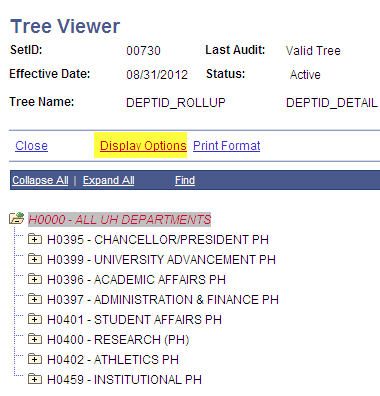 Tree Viewer
SetID: 00730 Last Audit: Valid Tree
Effective Date: 08/31/2012 Status: Active
Tree Name: DEPTID_ROLLUP DEPTID_DETAIL
Close Display Options Print Format
Collapse All | Expand All Find
H0000 - ALL UH DEPARTMENTS
H0395 - CHANCELLOR/PRESIDENT PH
H0399 - UNIVERSITY ADVANCEMENT PH
H0396 - ACADEMIC AFFAIRS PH
H0397 - ADMINISTRATION & FINANCE PH
H0401 - STUDENT AFFAIRS PH
H0400 - RESEARCH (PH)
H0402 - ATHLETICS PH
H0459 - INSTITUTIONAL PH